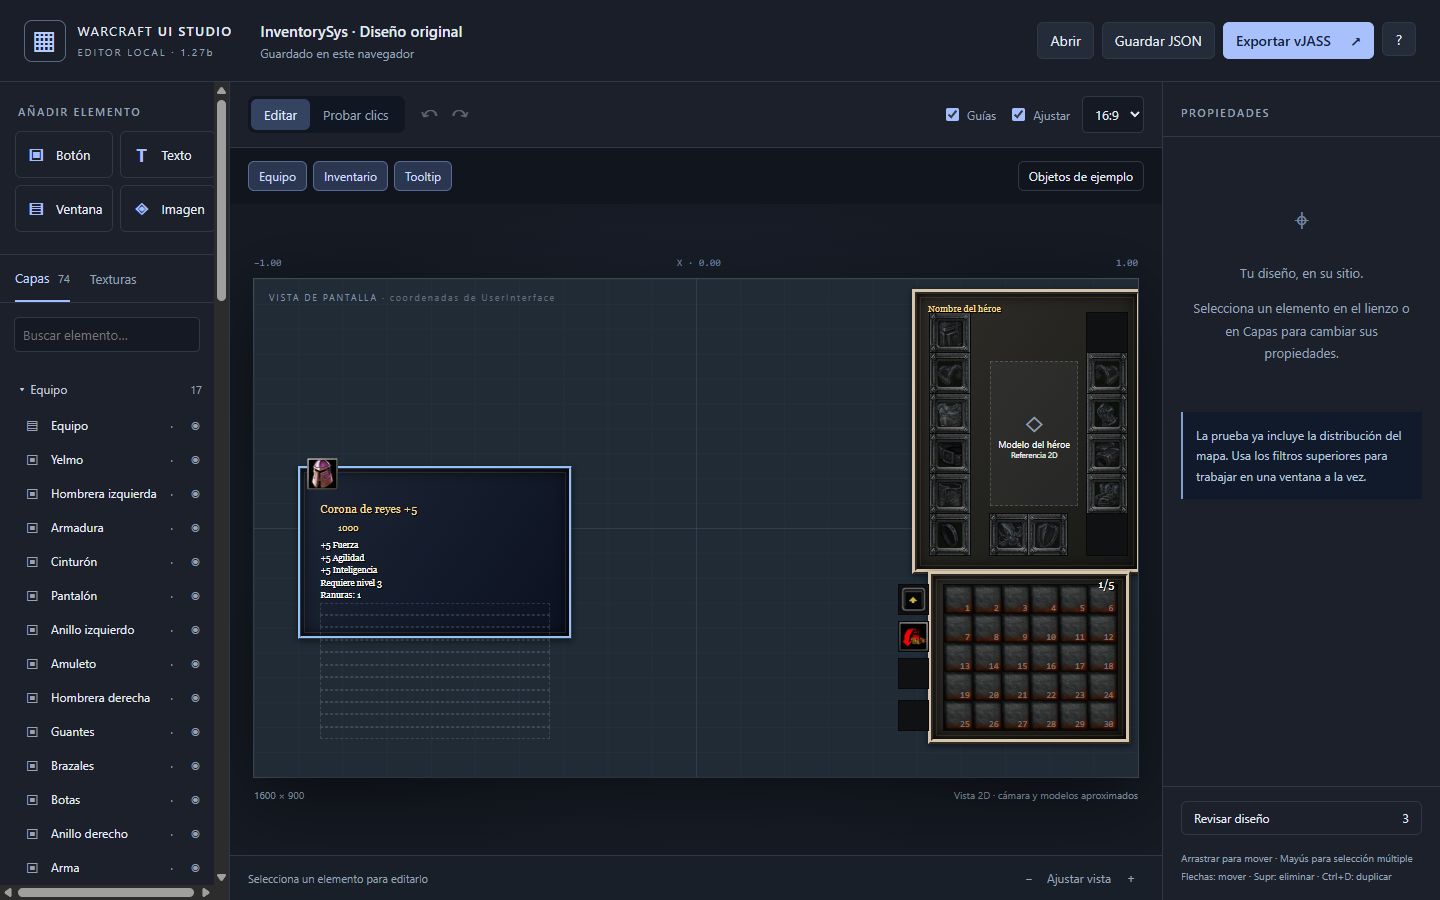 WARCRAFT UI STUDIO
EDITOR LOCAL · 1.27b
InventorySys · Diseño original
Guardado en este navegador
Abrir
Guardar JSON
Exportar vJASS ↗
?
AÑADIR ELEMENTO
Botón
T Texto
Ventana
Imagen
Capas 74
Texturas
Buscar elemento...
Equipo 17
Equipo
Yelmo
Hombrera izquierda
Armadura
Cinturón
Pantalón
Anillo izquierdo
Amuleto
Hombrera derecha
Guantes
Brazales
Botas
Anillo derecho
Arma
Editar
Probar clics
Guías
Ajustar
16:9
Equipo
Inventario
Tooltip
Objetos de ejemplo
-1.00
X · 0.00
1.00
VISTA DE PANTALLA · coordenadas de UserInterface
Corona de reyes +5
1000
+5 Fuerza
+5 Agilidad
+5 Inteligencia
Requiere nivel 3
Ranuras: 1
Nombre del héroe
Modelo del héroe
Referencia 2D
1/5
1 2 3 4 5 6
7 8 9 10 11 12
13 14 15 16 17 18
19 20 21 22 23 24
25 26 27 28 29 30
1600 × 900
Vista 2D · cámara y modelos aproximados
Selecciona un elemento para editarlo
− Ajustar vista +
PROPIEDADES
Tu diseño, en su sitio.
Selecciona un elemento en el lienzo o
en Capas para cambiar sus
propiedades.
La prueba ya incluye la distribución del
mapa. Usa los filtros superiores para
trabajar en una ventana a la vez.
Revisar diseño 3
Arrastrar para mover · Mayús para selección múltiple
Flechas: mover · Supr: eliminar · Ctrl+D: duplicar